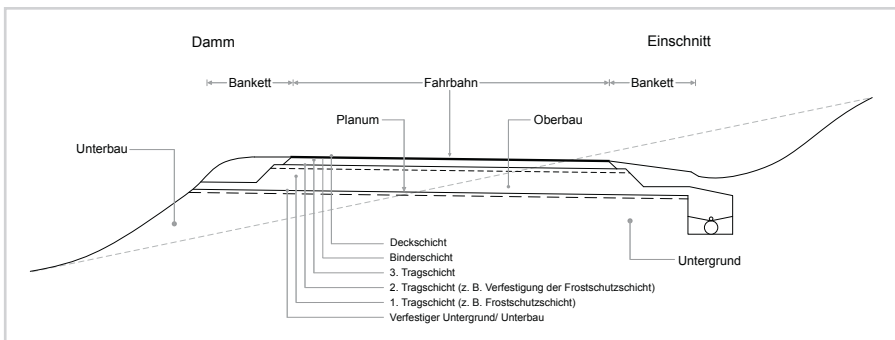 Damm
Einschnitt
Bankett
Fahrbahn
Bankett
Planum
Oberbau
Unterbau
Deckschicht
Binderschicht
3. Tragschicht
2. Tragschicht (z. B. Verfestigung der Frostschutzschicht)
1. Tragschicht (z. B. Frostschutzschicht)
Verfestiger Untergrund/ Unterbau
Untergrund